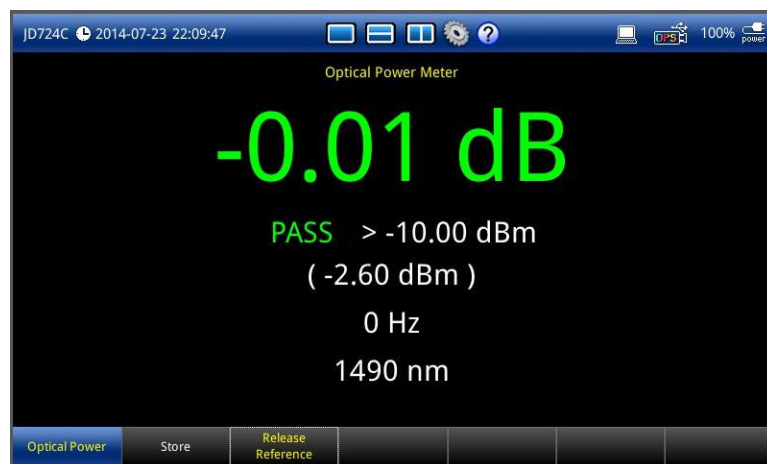 JD724C 2014-07-23 22:09:47 ? OPS 100% power
Optical Power Meter
-0.01 dB
PASS > -10.00 dBm
( -2.60 dBm )
0 Hz
1490 nm
Optical Power Store Release
Reference